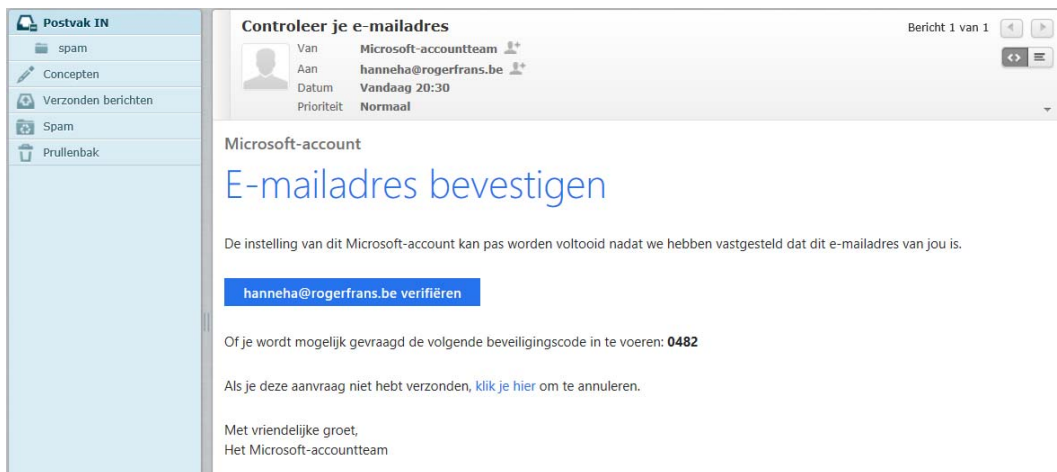 Postvak IN
spam
Concepten
Verzonden berichten
Spam
Prullenbak
Controleer je e-mailadres
Bericht 1 van 1
Van Microsoft-accountteam
Aan hanneha@rogerfrans.be
Datum Vandaag 20:30
Prioriteit Normaal
Microsoft-account
E-mailadres bevestigen
De instelling van dit Microsoft-account kan pas worden voltooid nadat we hebben vastgesteld dat dit e-mailadres van jou is.
hanneha@rogerfrans.be verifiëren
Of je wordt mogelijk gevraagd de volgende beveiligingscode in te voeren: 0482
Als je deze aanvraag niet hebt verzonden, klik je hier om te annuleren.
Met vriendelijke groet,
Het Microsoft-accountteam